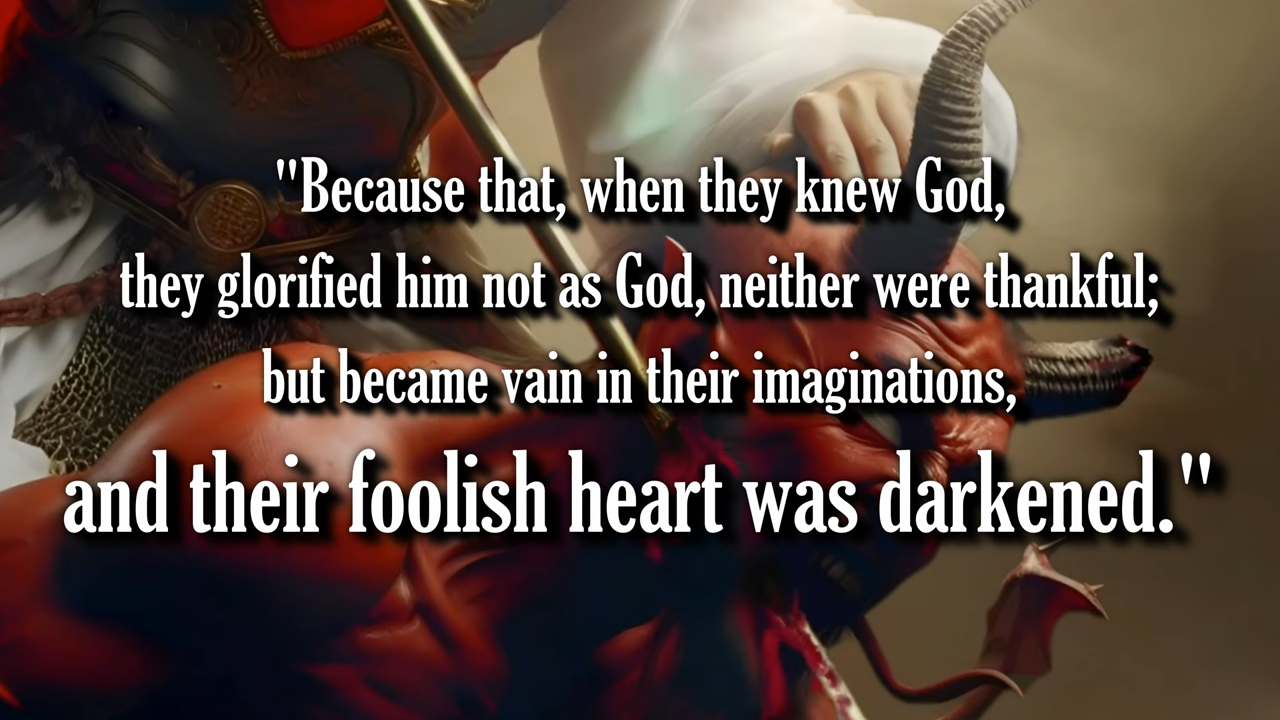 "Because that, when they knew God,
they glorified him not as God, neither were thankful;
but became vain in their imaginations,
and their foolish heart was darkened."